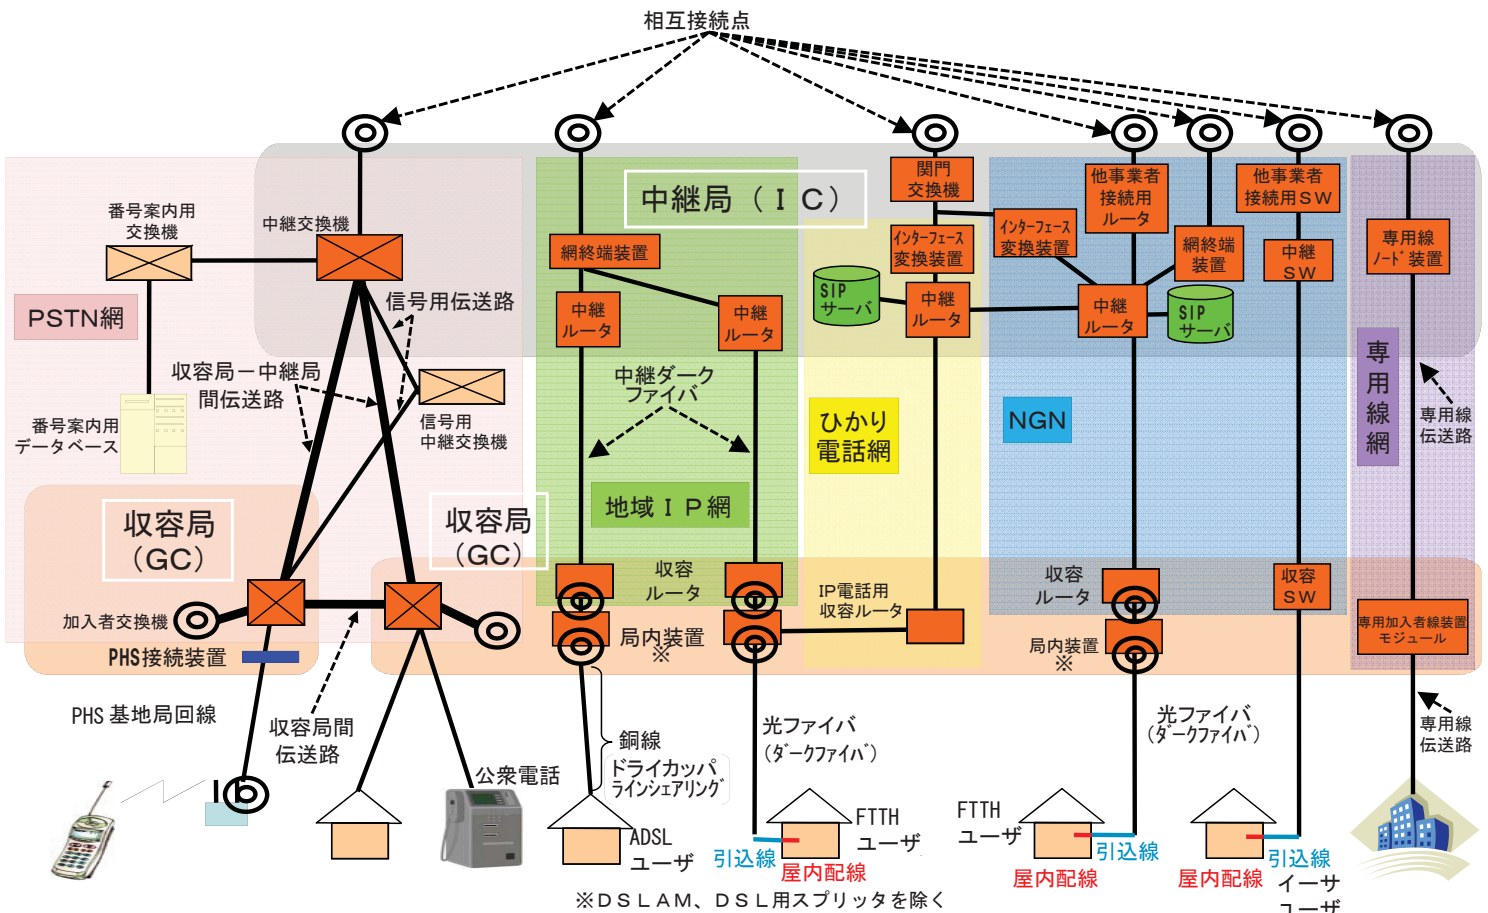 相互接続点
中継局（ＩＣ）
番号案内用
交換機
中継交換機
PSTN網
信号用伝送路
収容局－中継局
間伝送路
番号案内用
データベース
信号用
中継交換機
収容局
（GC）
収容局
（GC）
加入者交換機
PHS接続装置
PHS基地局回線
収容局間
伝送路
公衆電話
網終端装置
中継
ルータ
中継
ルータ
中継ダーク
ファイバ
地域ＩＰ網
収容
ルータ
局内装置
※
銅線
ドライカッパ
ラインシェアリング
ADSL
ユーザ
光ファイバ
（ダークファイバ）
FTTH
ユーザ
引込線
屋内配線
※ＤＳＬＡＭ、ＤＳＬ用スプリッタを除く
関門
交換機
インターフェース
変換装置
SIP
サーバ
中継
ルータ
ひかり
電話網
IP電話用
収容ルータ
インターフェース
変換装置
他事業者
接続用
ルータ
網終端
装置
中継
ルータ
SIP
サーバ
NGN
収容
ルータ
局内装置
※
光ファイバ
（ダークファイバ）
FTTH
ユーザ
引込線
屋内配線
他事業者
接続用SW
中継
SW
収容
SW
引込線
屋内配線
イーサ
ユーザ
専用線
ノード装置
専用線網
専用線
伝送路
専用加入者線装置
モジュール
専用線
伝送路